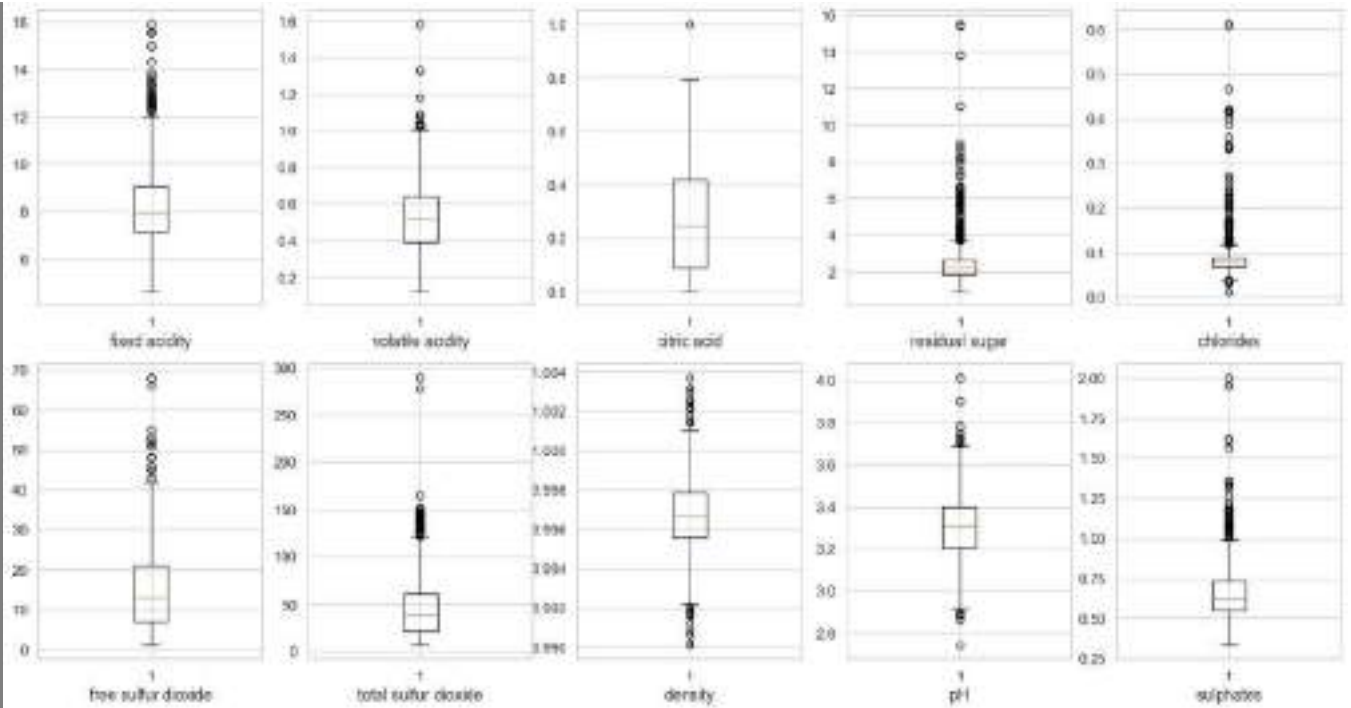 16 14 12 10 8 6
1
fixed acidity
1.6 1.4 1.2 1.0 0.8 0.6 0.4 0.2
1
volatile acidity
1.0 0.8 0.6 0.4 0.2 0.0
1
citric acid
16 14 12 10 8 6 4 2
1
residual sugar
0.6 0.5 0.4 0.3 0.2 0.1 0.0
1
chlorides
70 60 50 40 30 20 10 0
1
free sulfur dioxide
300 250 200 150 100 50 0
1
total sulfur dioxide
1.004 1.002 1.000 0.998 0.996 0.994 0.992 0.990
1
density
4.0 3.8 3.6 3.4 3.2 3.0 2.8
1
pH
2.00 1.75 1.50 1.25 1.00 0.75 0.50 0.25
1
sulphates